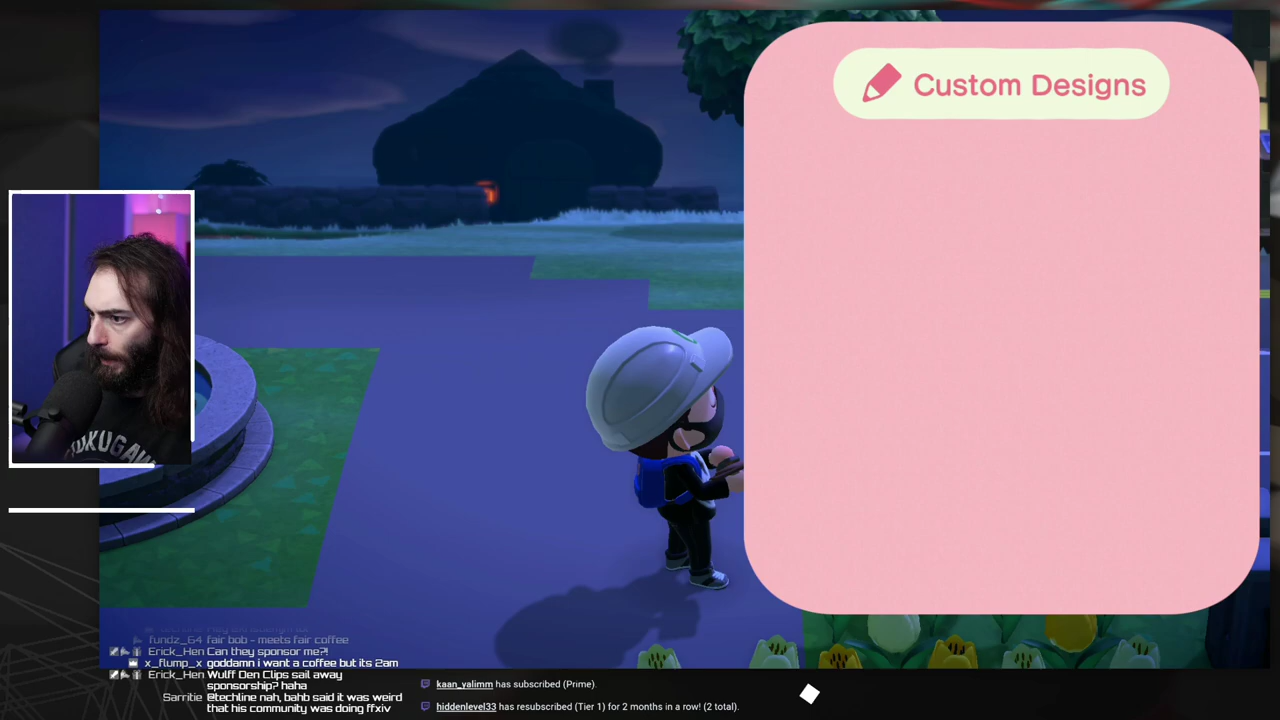 Custom Designs
fundz_64 fair bob - meets fair coffee
Erick_Hen Can they sponsor me?!
x_flump_x goddamn i want a coffee but its 2am
Erick_Hen Wulff Den Clips sail away
sponsorship? haha
Sarritie @techline nah, bahb said it was weird
that his community was doing ffxiv
kaan_yalimm has subscribed (Prime).
hiddenlevel33 has resubscribed (Tier 1) for 2 months in a row! (2 total).